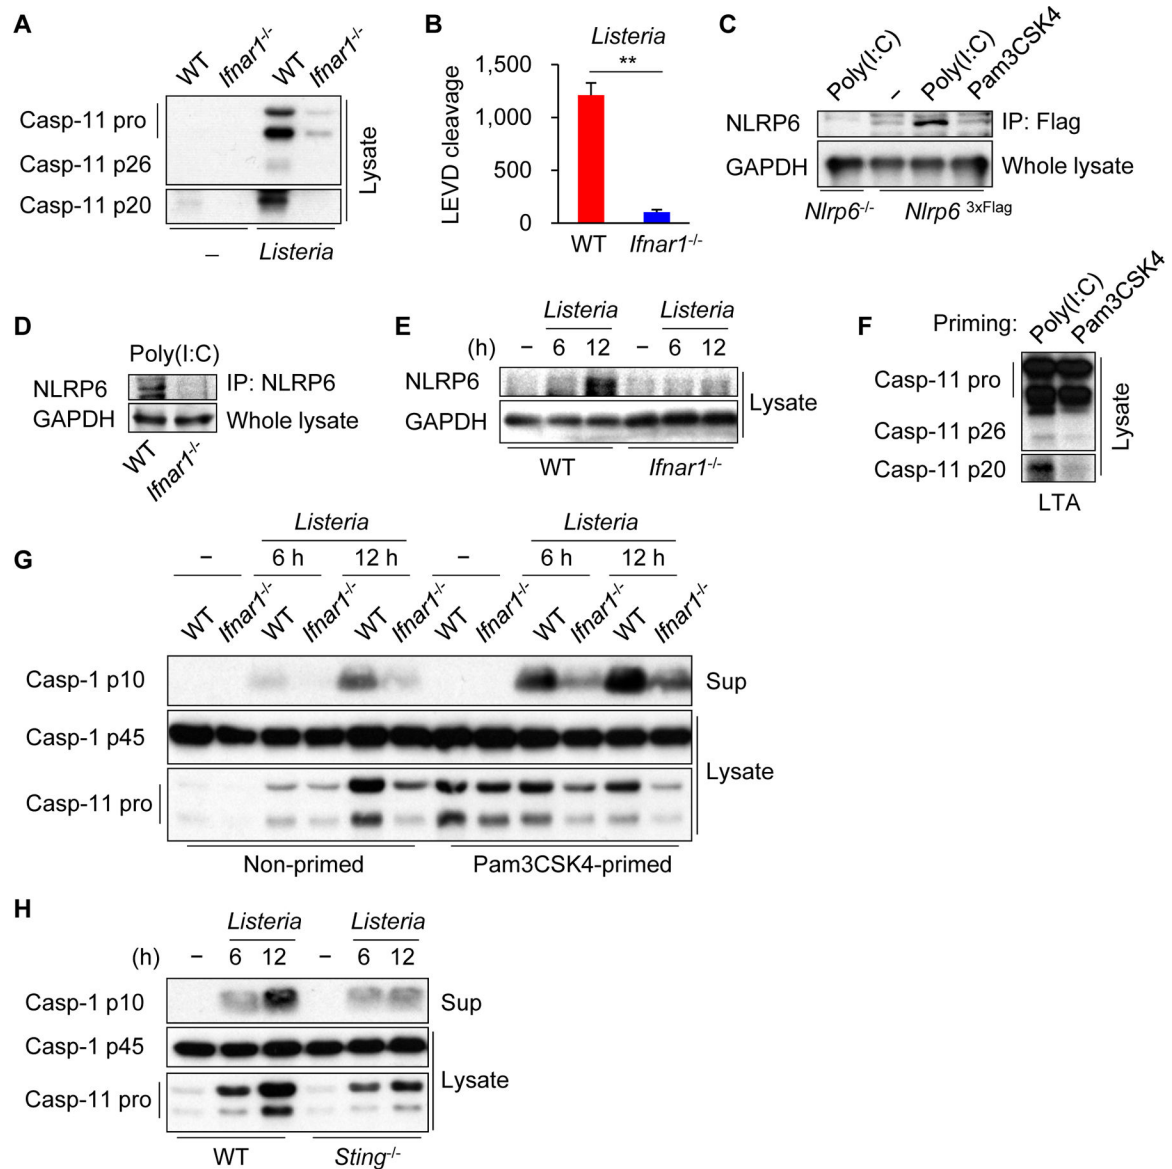 A
WT Ifnar1-/- WT Ifnar1-/-
Casp-11 pro
Casp-11 p26
Casp-11 p20
Lysate
– Listeria
B
Listeria
**
1,500
1,000
500
0
LEVD cleavage
WT Ifnar1-/-
C
Poly(I:C) – Poly(I:C) Pam3CSK4
NLRP6 IP: Flag
GAPDH Whole lysate
Nlrp6-/- Nlrp6 3xFlag
D
Poly(I:C)
NLRP6 IP: NLRP6
GAPDH Whole lysate
WT Ifnar1-/-
E
Listeria Listeria
(h) – 6 12 – 6 12
NLRP6
GAPDH
Lysate
WT Ifnar1-/-
F
Priming: Poly(I:C) Pam3CSK4
Casp-11 pro
Casp-11 p26
Casp-11 p20
Lysate
LTA
G
Listeria Listeria
– 6 h 12 h – 6 h 12 h
WT Ifnar1-/- WT Ifnar1-/- WT Ifnar1-/- WT Ifnar1-/- WT Ifnar1-/- WT Ifnar1-/-
Casp-1 p10 Sup
Casp-1 p45
Lysate
Casp-11 pro
Non-primed Pam3CSK4-primed
H
Listeria Listeria
(h) – 6 12 – 6 12
Casp-1 p10 Sup
Casp-1 p45
Lysate
Casp-11 pro
WT Sting-/-